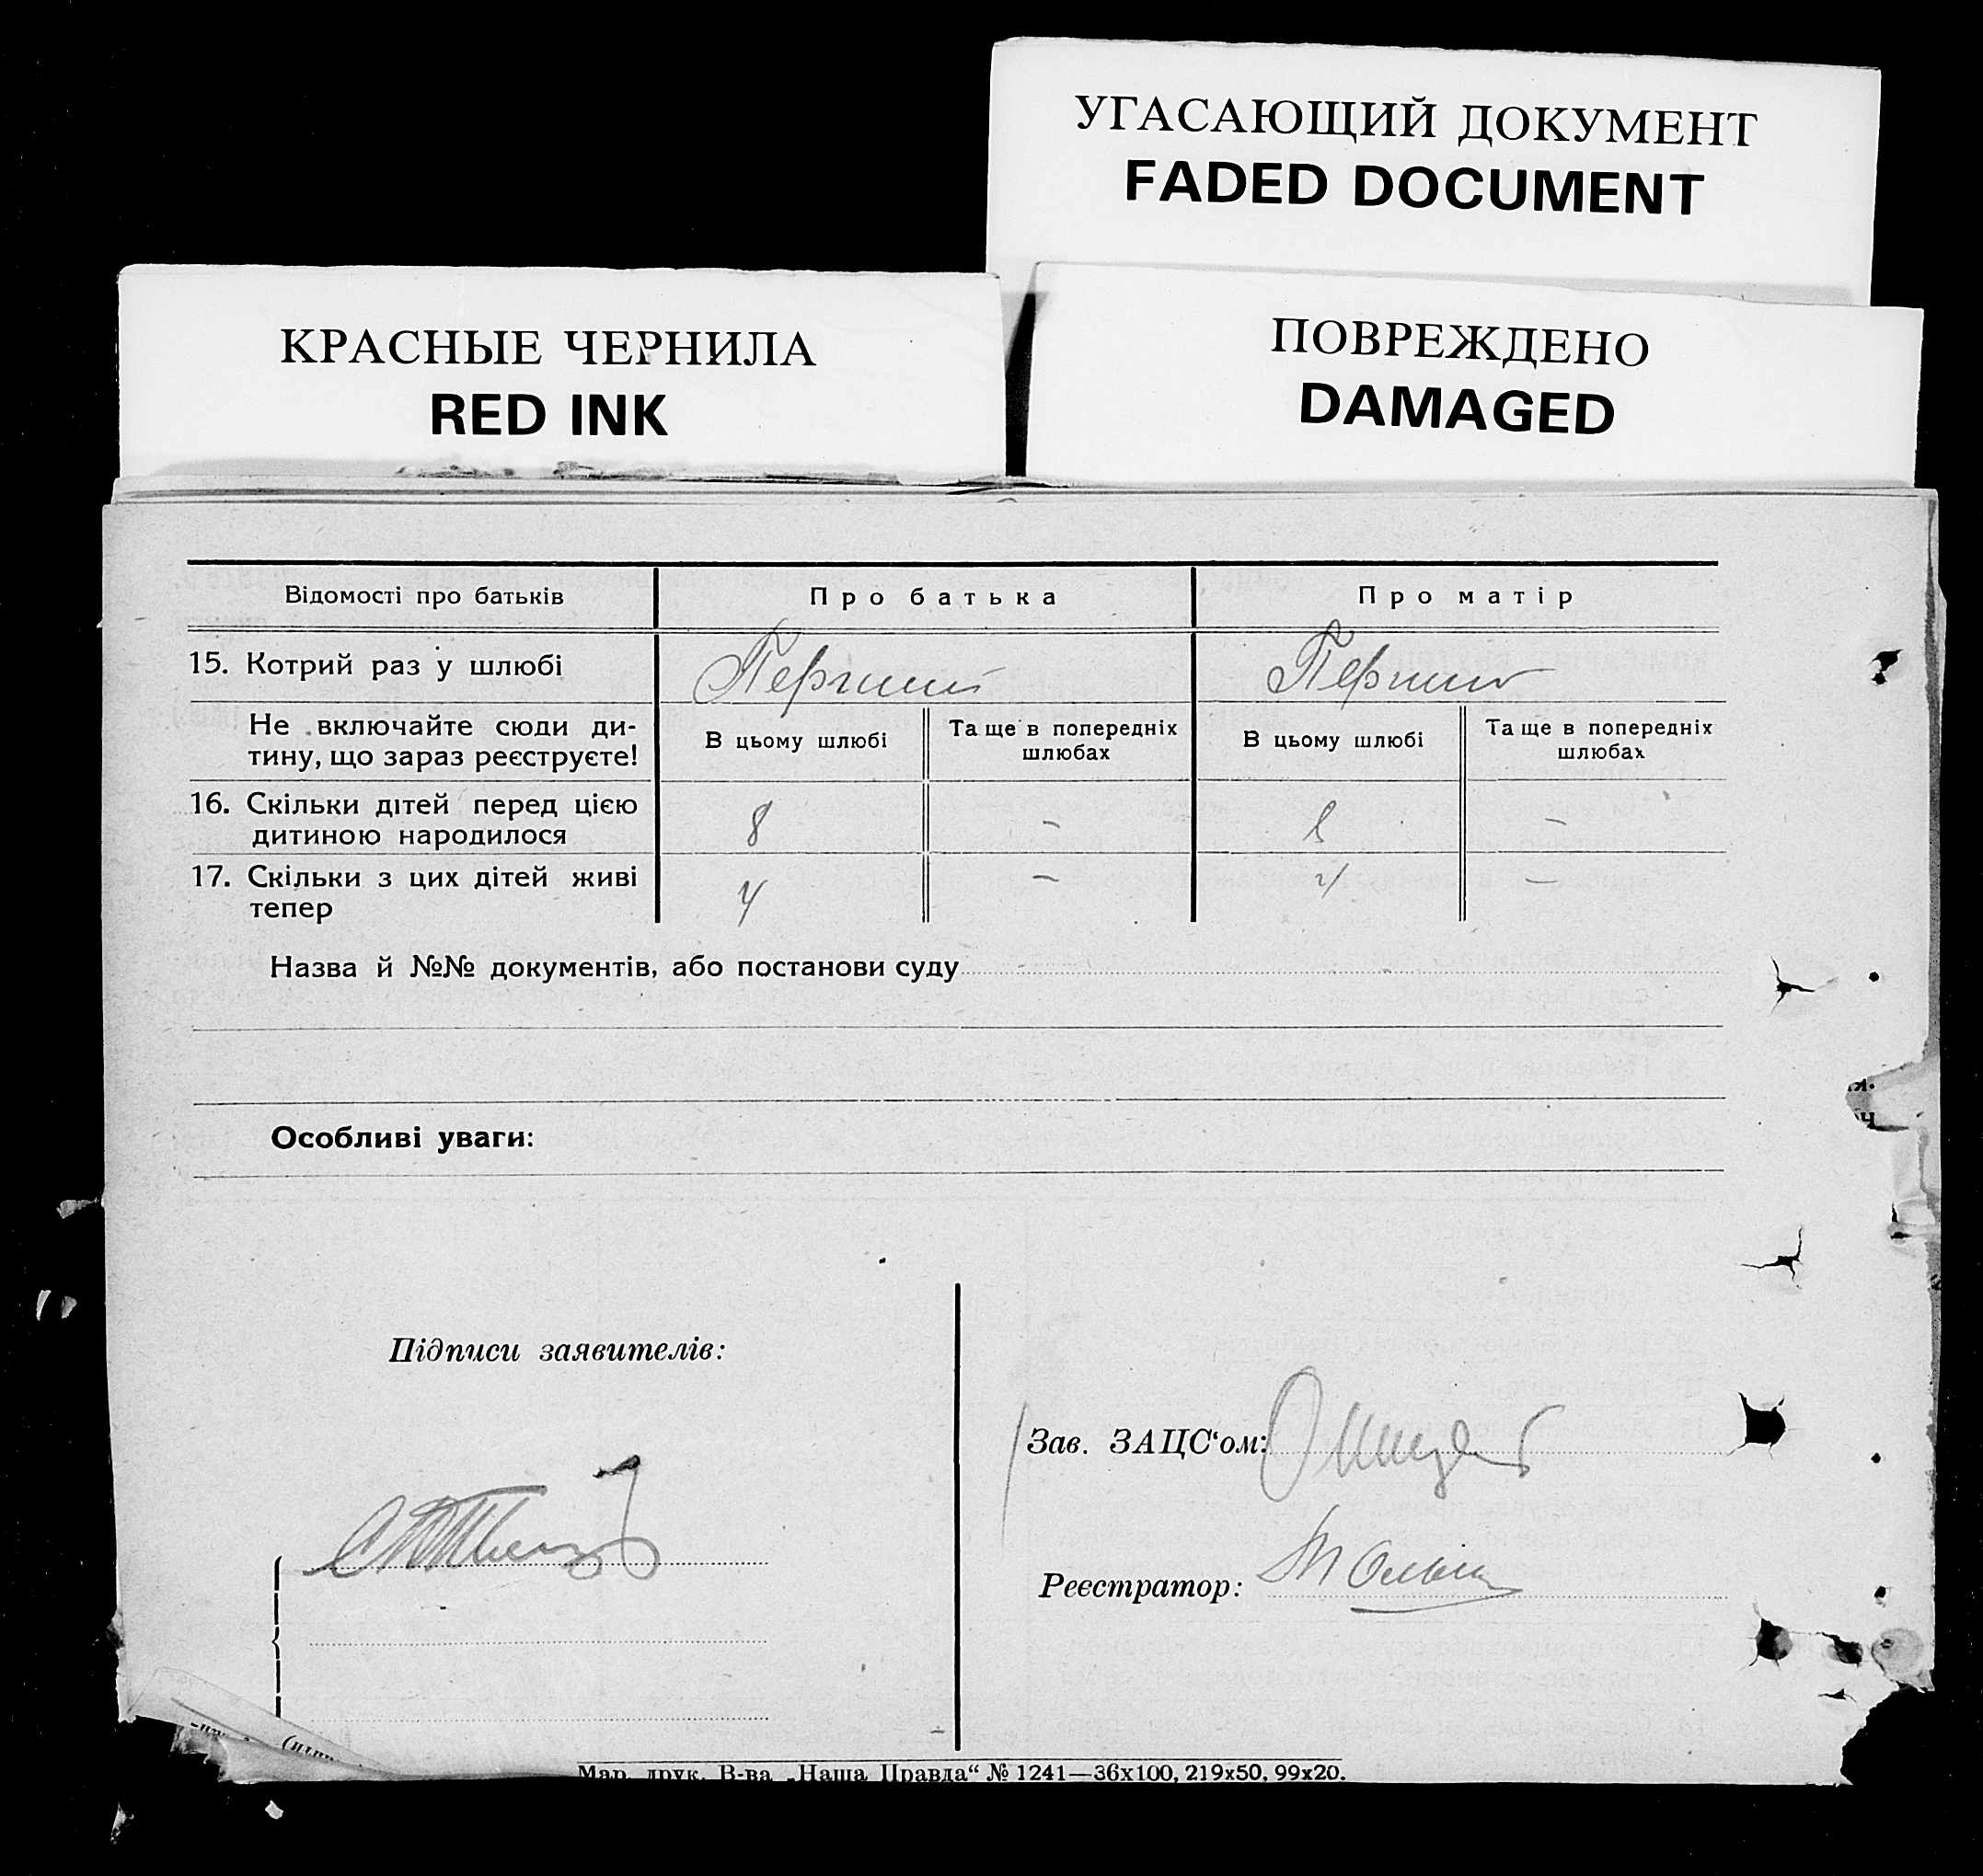 УГАСАЮЩИЙ ДОКУМЕНТ
FADED DOCUMENT
КРАСНЫЕ ЧЕРНИЛА
RED INK
ПОВРЕЖДЕНО
DAMAGED
Відомості про батьків
Про батька
Про матір
15. Котрий раз у шлюбі
Перший
Не включайте сюди ди-
тину, що зараз реєструєте!
В цьому шлюбі
Та ще в попередніх
шлюбах
В цьому шлюбі
Та ще в попередніх
шлюбах
16. Скільки дітей перед цією
дитиною народилося
8
-
-
17. Скільки з цих дітей живі
тепер
4
-
4
-
Назва й №№ документів, або постанови суду
Особливі уваги:
Підписи заявителів:
Зав. ЗАЦС‘ом:
Реєстратор:
Мар. друк. В-ва „Наша Правда“ № 1241—36х100, 219х50, 99х20.